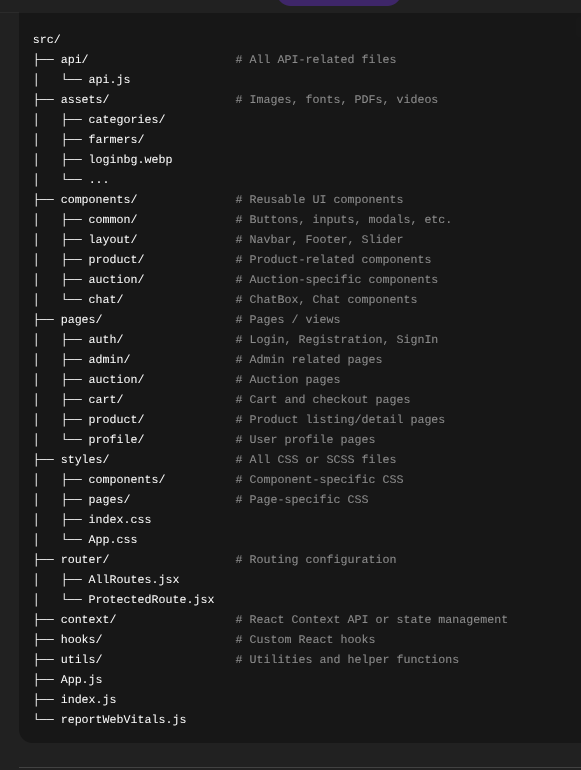 src/
├── api/                     # All API-related files
│   └── api.js
├── assets/                  # Images, fonts, PDFs, videos
│   ├── categories/
│   ├── farmers/
│   ├── loginbg.webp
│   └── ...
├── components/              # Reusable UI components
│   ├── common/              # Buttons, inputs, modals, etc.
│   ├── layout/              # Navbar, Footer, Slider
│   ├── product/             # Product-related components
│   ├── auction/             # Auction-specific components
│   └── chat/                # ChatBox, Chat components
├── pages/                   # Pages / views
│   ├── auth/                # Login, Registration, SignIn
│   ├── admin/               # Admin related pages
│   ├── auction/             # Auction pages
│   ├── cart/                # Cart and checkout pages
│   ├── product/             # Product listing/detail pages
│   └── profile/             # User profile pages
├── styles/                  # All CSS or SCSS files
│   ├── components/          # Component-specific CSS
│   ├── pages/               # Page-specific CSS
│   ├── index.css
│   └── App.css
├── router/                  # Routing configuration
│   ├── AllRoutes.jsx
│   └── ProtectedRoute.jsx
├── context/                 # React Context API or state management
├── hooks/                   # Custom React hooks
├── utils/                   # Utilities and helper functions
├── App.js
├── index.js
└── reportWebVitals.js